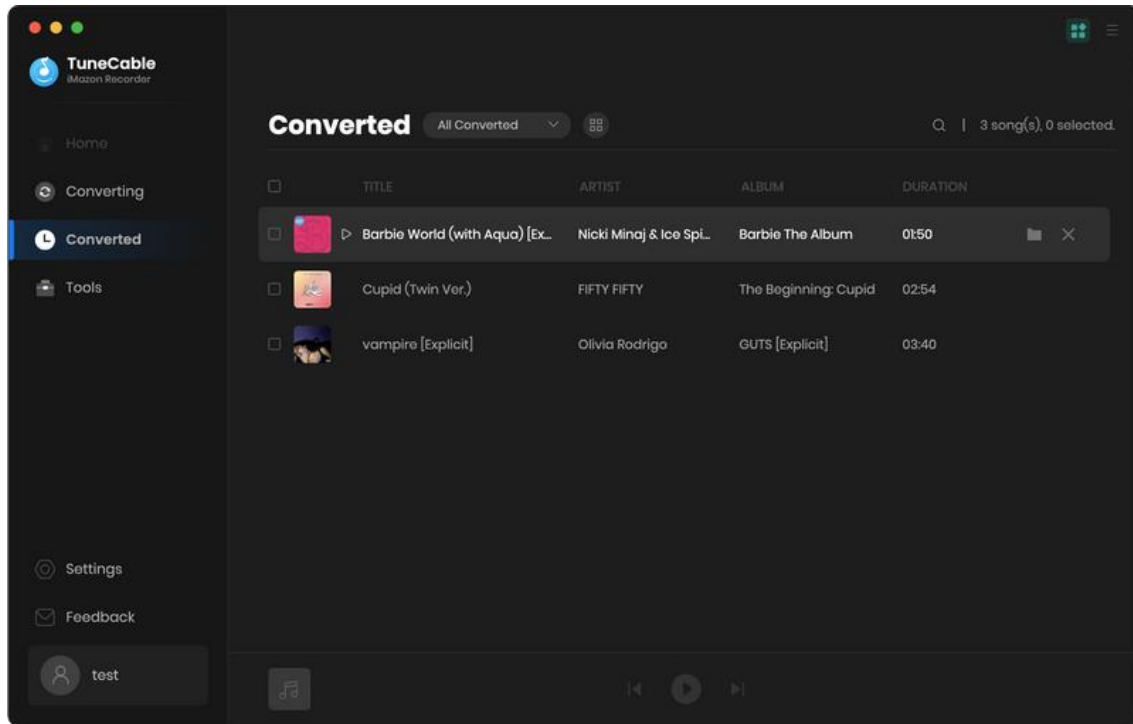 TuneCable
iMazon Recorder
Home
Converting
Converted
Tools
Settings
Feedback
test
Converted
All Converted
3 song(s), 0 selected.
TITLE ARTIST ALBUM DURATION
Barbie World (with Aqua) [Ex... Nicki Minaj & Ice Spi... Barbie The Album 01:50
Cupid (Twin Ver.) FIFTY FIFTY The Beginning: Cupid 02:54
vampire [Explicit] Olivia Rodrigo GUTS [Explicit] 03:40